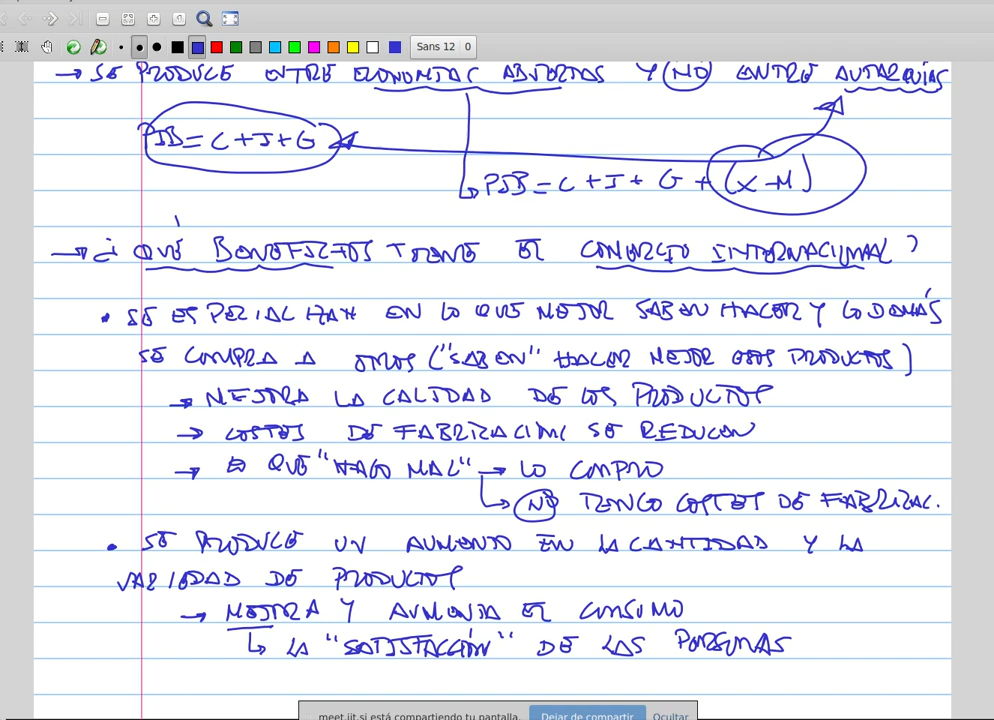 Sans 12 0
→ SE PRODUCE ENTRE ECONOMIAS ABIERTAS Y NO ENTRE AUTARQUÍAS
PIB = C + I + G
PIB = C + I + G + (X - M)
→ ¿ QUÉ BENEFICIOS TIENE EL COMERCIO INTERNACIONAL ?
• SE ESPECIALIZAN EN LO QUE MEJOR SABEN HACER Y LO DEMÁS
SE COMPRA A OTROS ("SABEN" HACER MEJOR ESOS PRODUCTOS)
→ MEJORA LA CALIDAD DE LOS PRODUCTOS
→ COSTES DE FABRICACIÓN SE REDUCEN
→ LO QUE "HAGO MAL" → LO COMPRO
↳ NO TENGO COSTES DE FABRICAC.
• SE PRODUCE UN AUMENTO EN LA CANTIDAD Y LA
VARIEDAD DE PRODUCTOS
→ MEJORA Y AUMENTA EL CONSUMO
↳ LA "SATISFACCIÓN" DE LAS PERSONAS
meet.jit.si está compartiendo tu pantalla. Dejar de compartir Ocultar